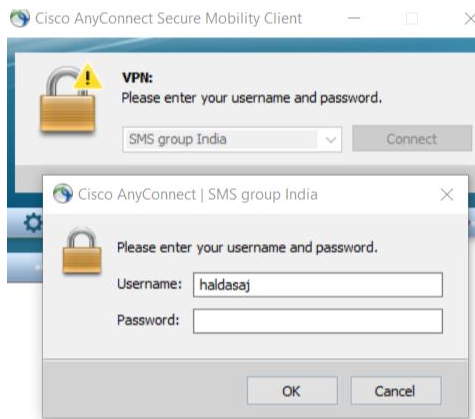 Cisco AnyConnect Secure Mobility Client
VPN:
Please enter your username and password.
SMS group India
Connect
Cisco AnyConnect | SMS group India
Please enter your username and password.
Username: haldasaj
Password:
OK Cancel